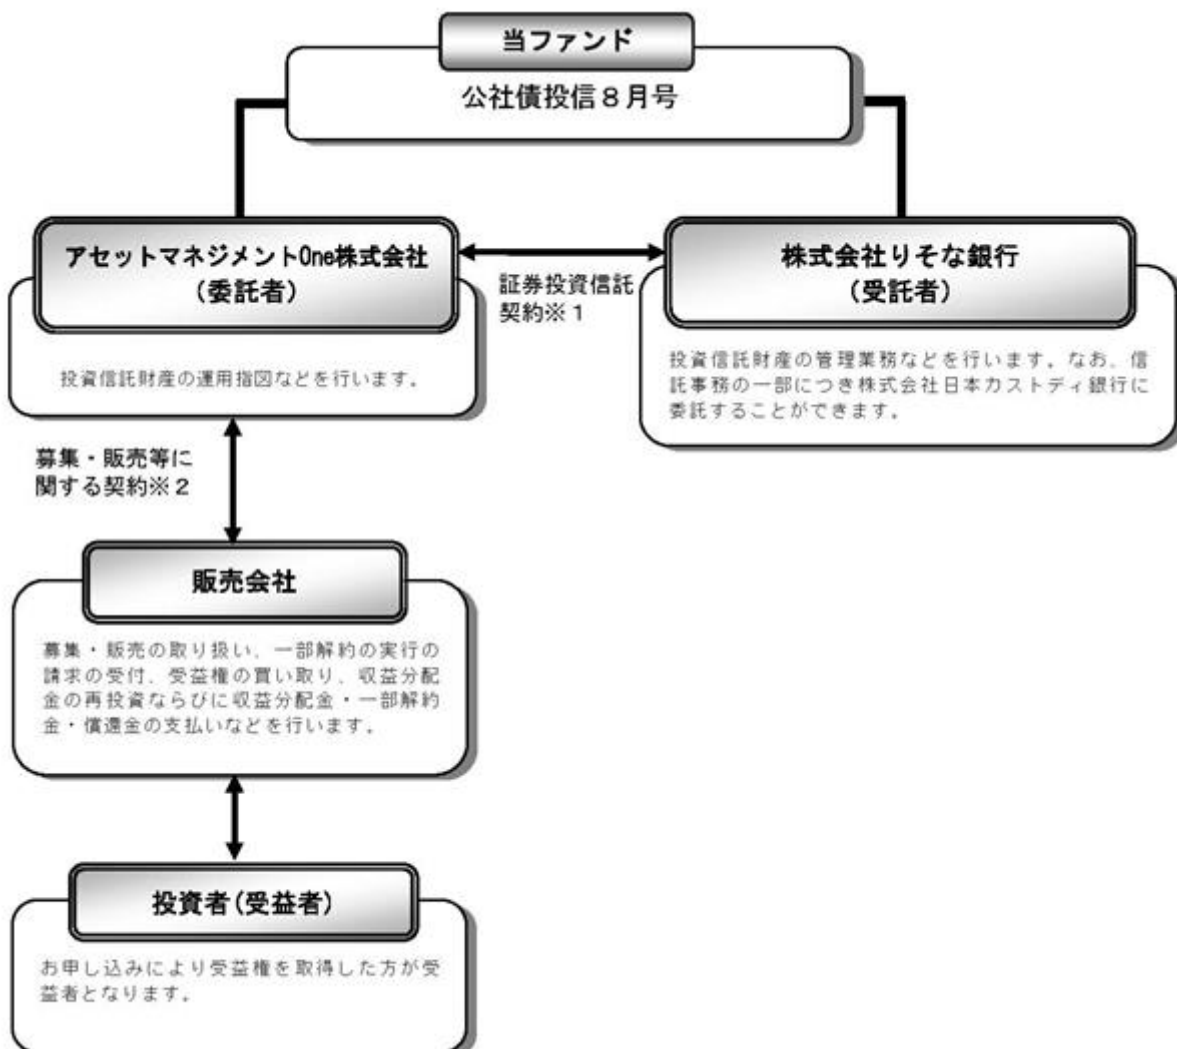 当ファンド
公社債投信８月号
アセットマネジメントOne株式会社
（委託者）
投資信託財産の運用指図などを行います。
証券投資信託
契約※１
株式会社りそな銀行
（受託者）
投資信託財産の管理業務などを行います。なお、信
託事務の一部につき株式会社日本カストディ銀行に
委託することができます。
募集・販売等に
関する契約※２
販売会社
募集・販売の取り扱い、一部解約の実行の
請求の受付、受益権の買い取り、収益分配
金の再投資ならびに収益分配金・一部解約
金・償還金の支払いなどを行います。
投資者(受益者)
お申し込みにより受益権を取得した方が受
益者となります。